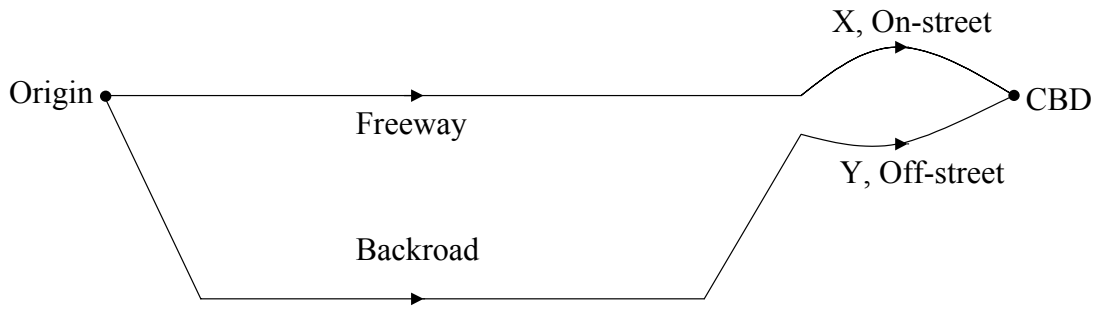 X, On-street
Origin
CBD
Freeway
Y, Off-street
Backroad